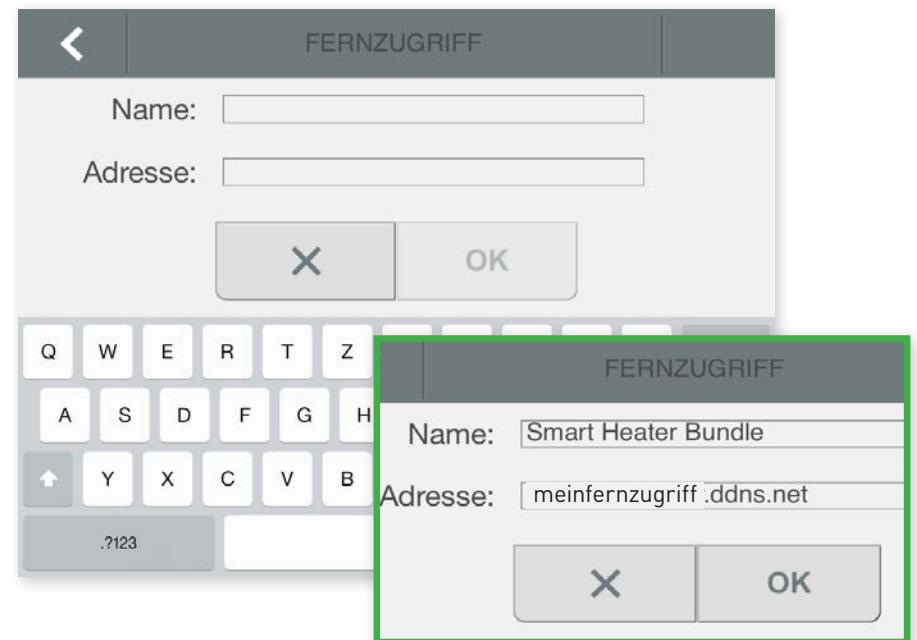 FERNZUGRIFF
Name:
Adresse:
OK
Q W E R T Z
A S D F G H
Y X C V B
.?123
FERNZUGRIFF
Name: Smart Heater Bundle
Adresse: meinfernzugriff.ddns.net
OK